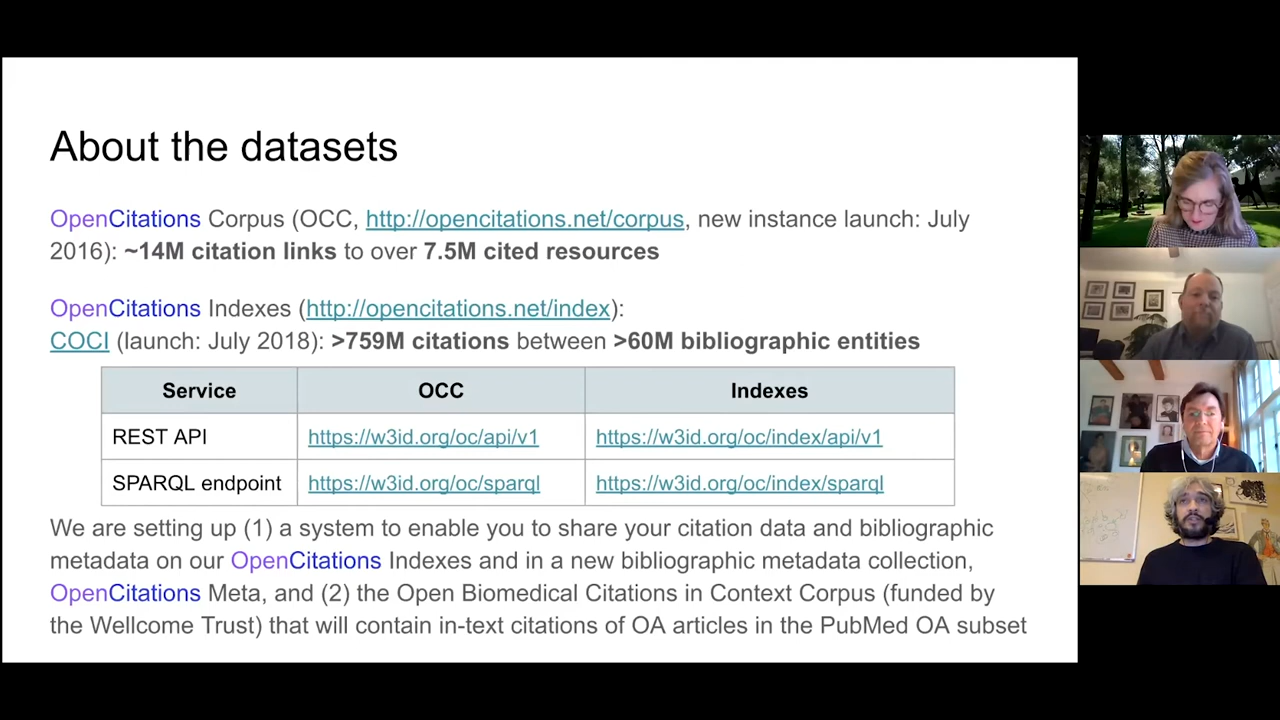 About the datasets
OpenCitations Corpus (OCC, http://opencitations.net/corpus, new instance launch: July
2016): ~14M citation links to over 7.5M cited resources
OpenCitations Indexes (http://opencitations.net/index):
COCI (launch: July 2018): >759M citations between >60M bibliographic entities
Service OCC Indexes
REST API https://w3id.org/oc/api/v1 https://w3id.org/oc/index/api/v1
SPARQL endpoint https://w3id.org/oc/sparql https://w3id.org/oc/index/sparql
We are setting up (1) a system to enable you to share your citation data and bibliographic
metadata on our OpenCitations Indexes and in a new bibliographic metadata collection,
OpenCitations Meta, and (2) the Open Biomedical Citations in Context Corpus (funded by
the Wellcome Trust) that will contain in-text citations of OA articles in the PubMed OA subset